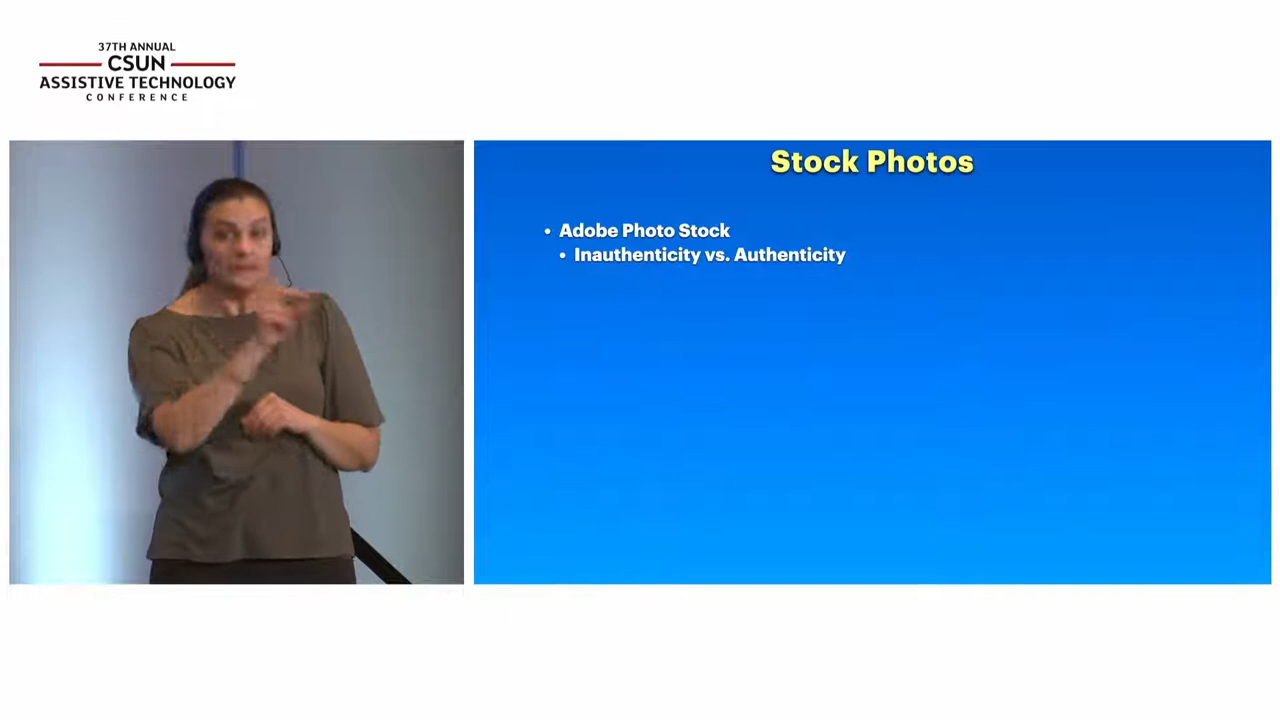 37TH ANNUAL
CSUN
ASSISTIVE TECHNOLOGY
CONFERENCE
Stock Photos
• Adobe Photo Stock
• Inauthenticity vs. Authenticity